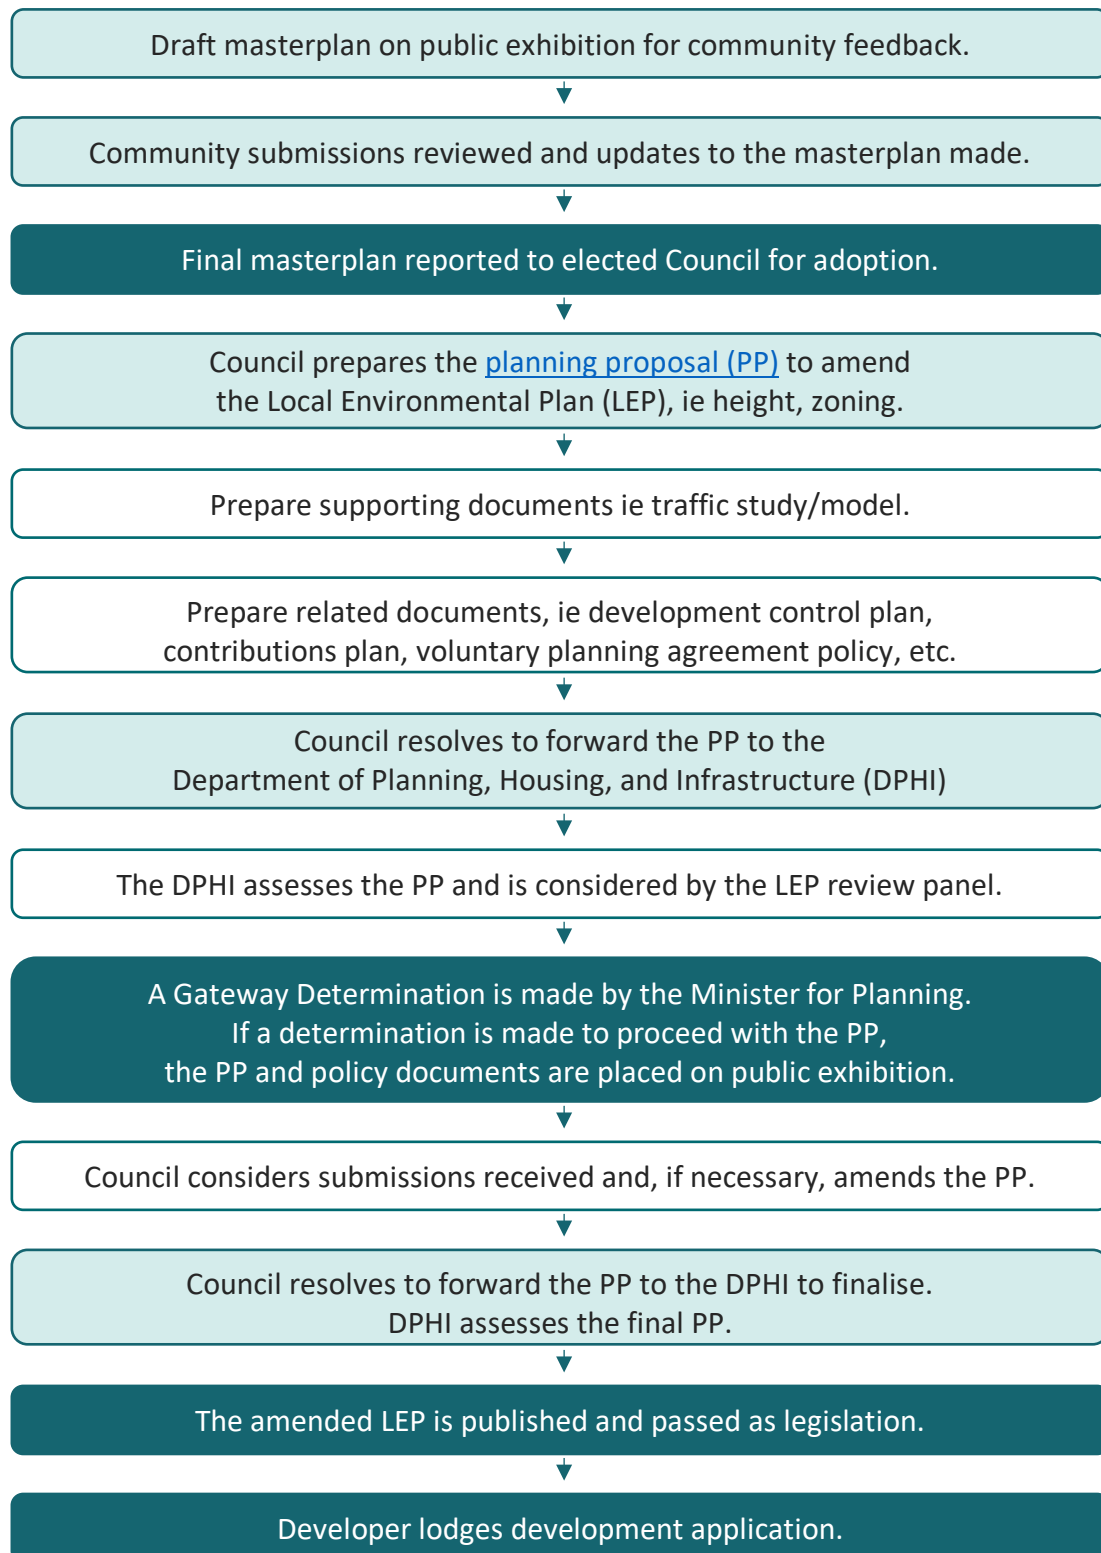 Draft masterplan on public exhibition for community feedback.
Community submissions reviewed and updates to the masterplan made.
Final masterplan reported to elected Council for adoption.
Council prepares the planning proposal (PP) to amend
the Local Environmental Plan (LEP), ie height, zoning.
Prepare supporting documents ie traffic study/model.
Prepare related documents, ie development control plan,
contributions plan, voluntary planning agreement policy, etc.
Council resolves to forward the PP to the
Department of Planning, Housing, and Infrastructure (DPHI)
The DPHI assesses the PP and is considered by the LEP review panel.
A Gateway Determination is made by the Minister for Planning.
If a determination is made to proceed with the PP,
the PP and policy documents are placed on public exhibition.
Council considers submissions received and, if necessary, amends the PP.
Council resolves to forward the PP to the DPHI to finalise.
DPHI assesses the final PP.
The amended LEP is published and passed as legislation.
Developer lodges development application.